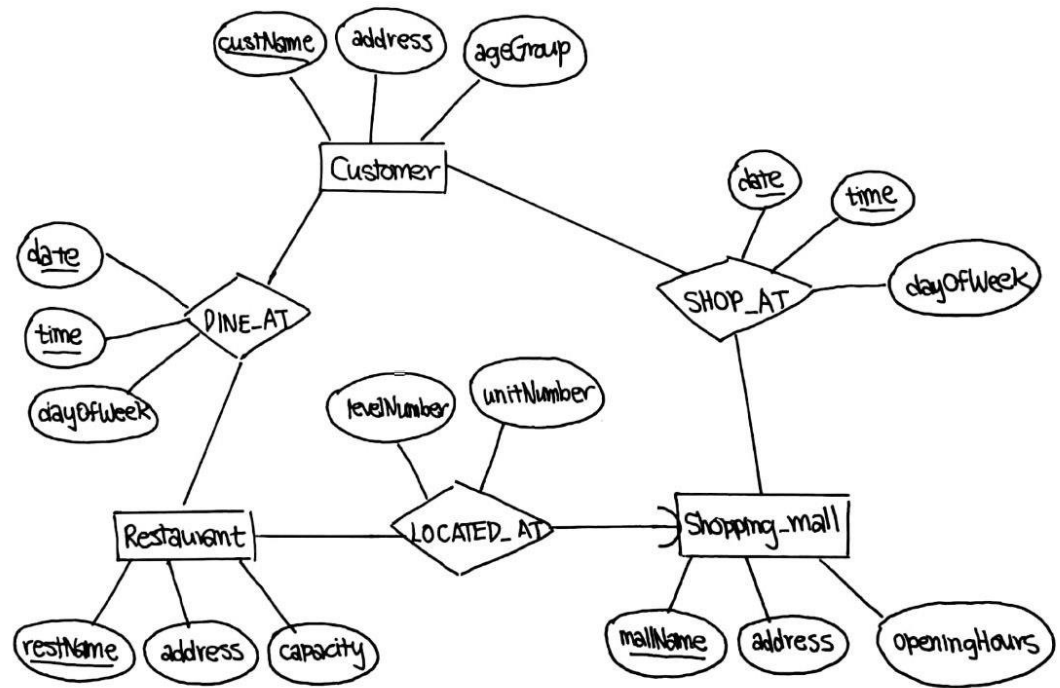 custName
address
ageGroup
Customer
date
time
dayOfWeek
SHOP_AT
date
time
dayOfWeek
DINE_AT
levelNumber
unitNumber
LOCATED_AT
Restaurant
Shopping_mall
restName
address
capacity
mallName
address
openingHours